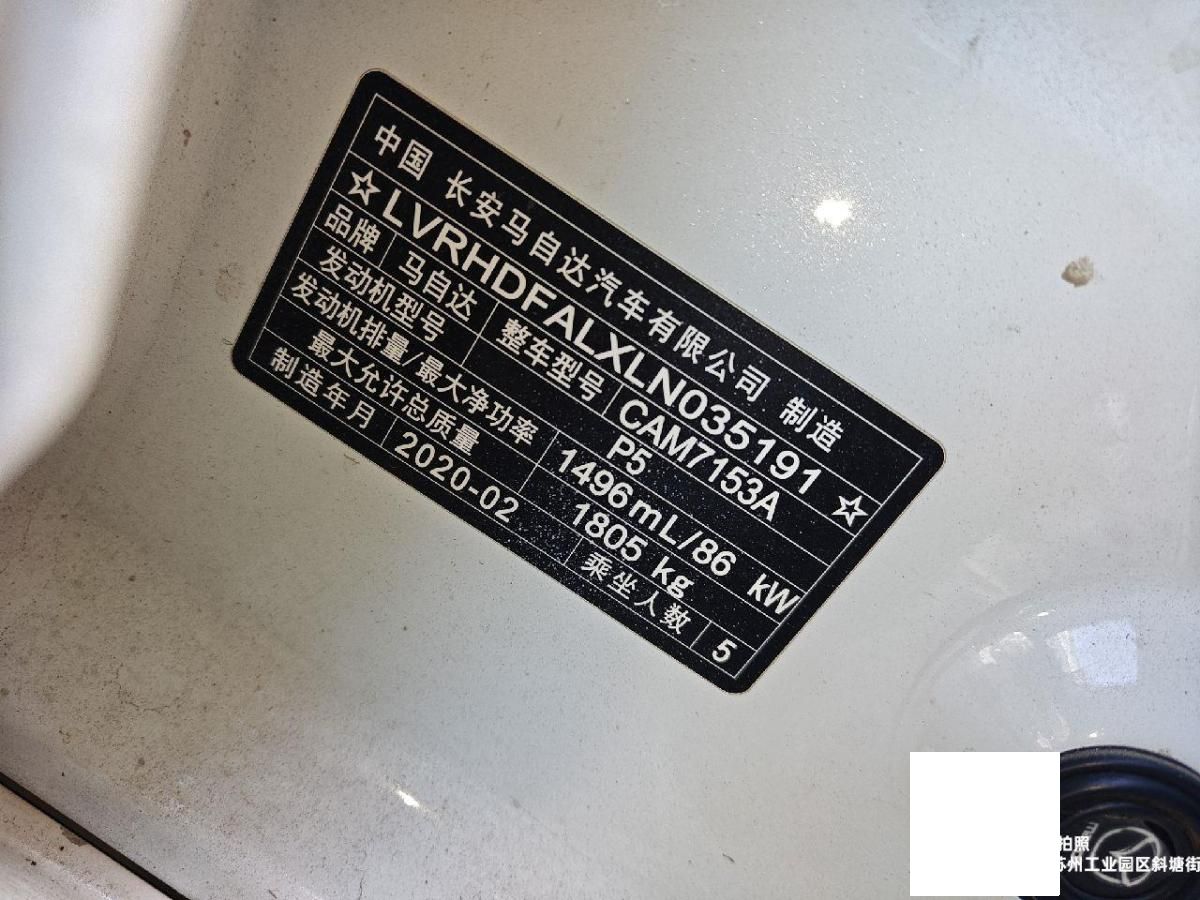 中国 长安马自达汽车有限公司 制造
☆LVRHDFALXLN035191☆
品牌 马自达 整车型号 CAM7153A
发动机型号 P5
发动机排量/最大净功率 1496mL/86 kW
最大允许总质量 1805 kg
制造年月 2020-02 乘坐人数 5
拍照
苏州工业园区斜塘街